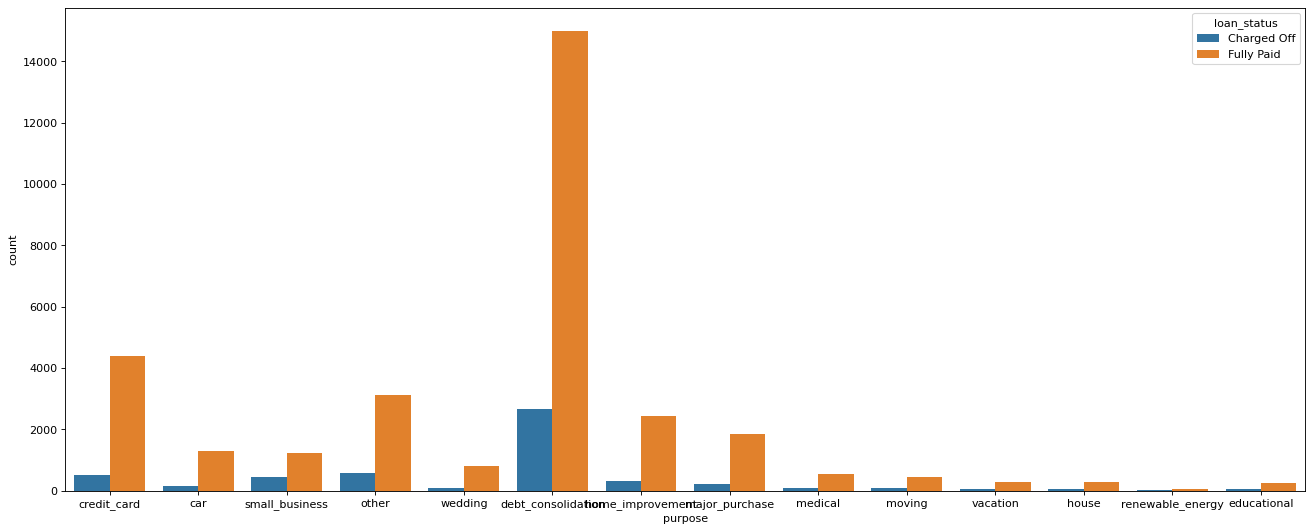 loan_status
Charged Off
Fully Paid
14000
12000
10000
8000
6000
4000
2000
0
count
credit_card car small_business other wedding debt_consolidation home_improvement major_purchase medical moving vacation house renewable_energy educational
purpose